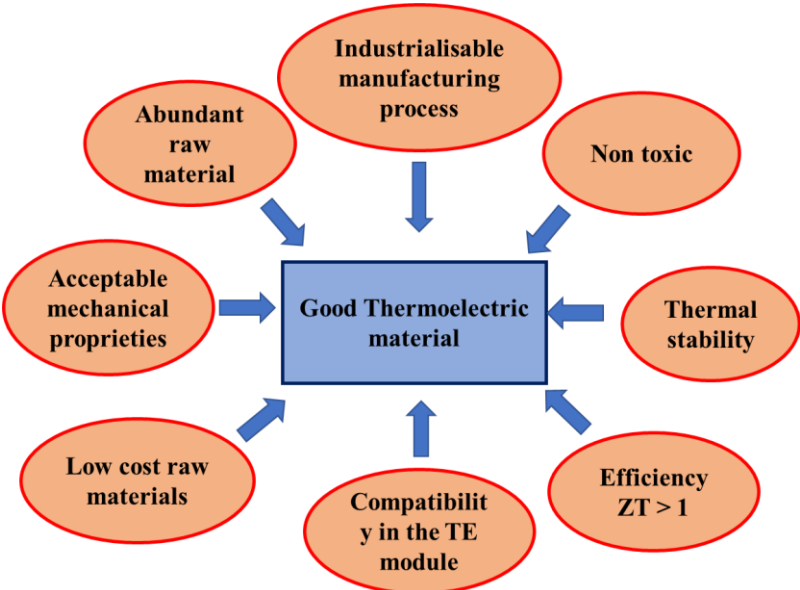 Industrialisable
manufacturing
process
Abundant
raw
material
Non toxic
Acceptable
mechanical
proprieties
Good Thermoelectric
material
Thermal
stability
Low cost raw
materials
Compatibilit
y in the TE
module
Efficiency
ZT > 1